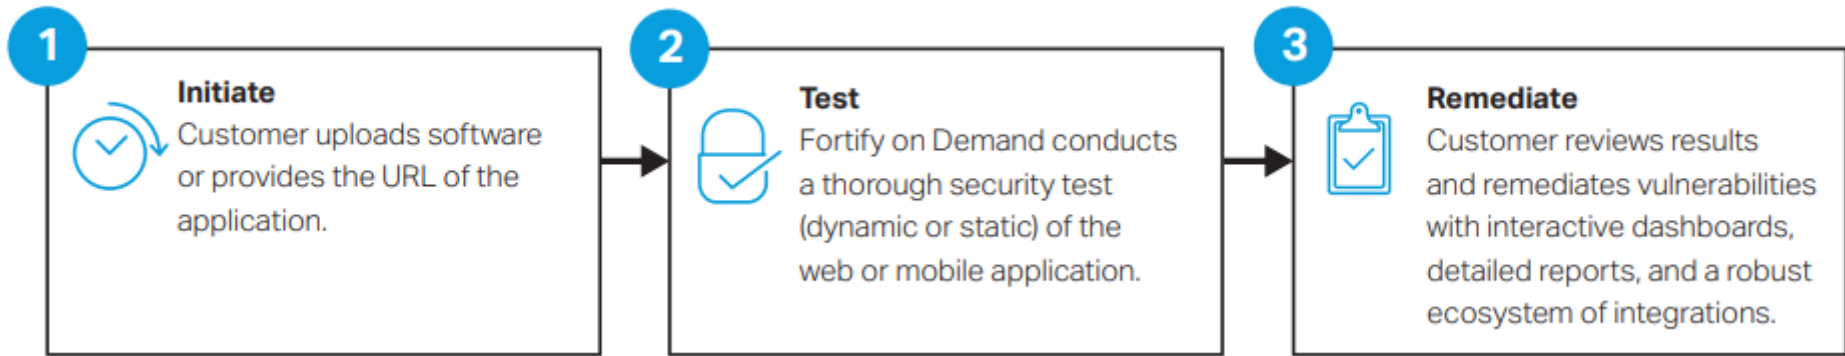 1
Initiate
Customer uploads software
or provides the URL of the
application.
2
Test
Fortify on Demand conducts
a thorough security test
(dynamic or static) of the
web or mobile application.
3
Remediate
Customer reviews results
and remediates vulnerabilities
with interactive dashboards,
detailed reports, and a robust
ecosystem of integrations.